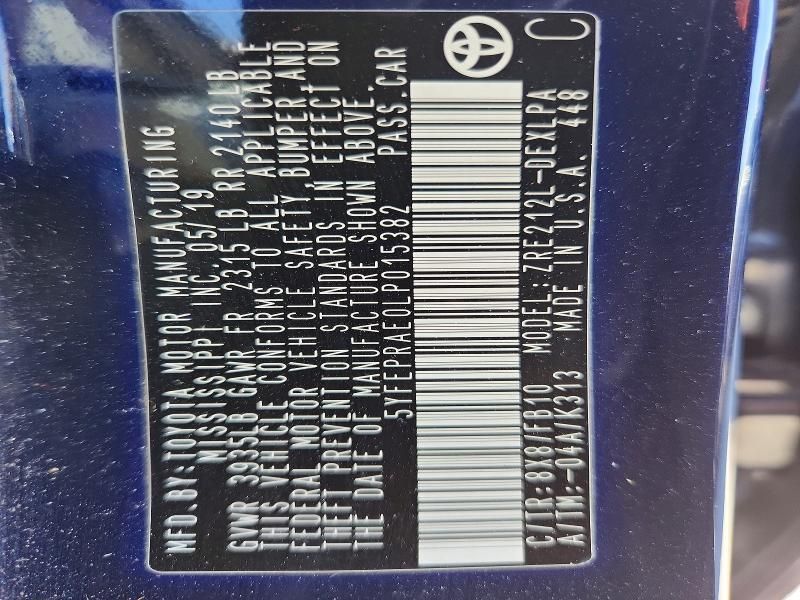 MFD.BY:TOYOTA MOTOR MANUFACTURING
MISSISSIPPI INC.05/19
GVWR 3935LB GAWR FR 2315 LB RR 2140LB
THIS VEHICLE CONFORMS TO ALL APPLICABLE
FEDERAL MOTOR VEHICLE SAFETY, BUMPER,AND
THEFT PREVENTION STANDARDS IN EFFECT ON
THE DATE OF MANUFACTURE SHOWN ABOVE.
5YFEPRAE0LP015382 PASS.CAR
C/TR:8X8/FB10 MODEL:ZRE212L-DEXLPA
A/TM:-04A/K313 MADE IN U.S.A. 448
C
C